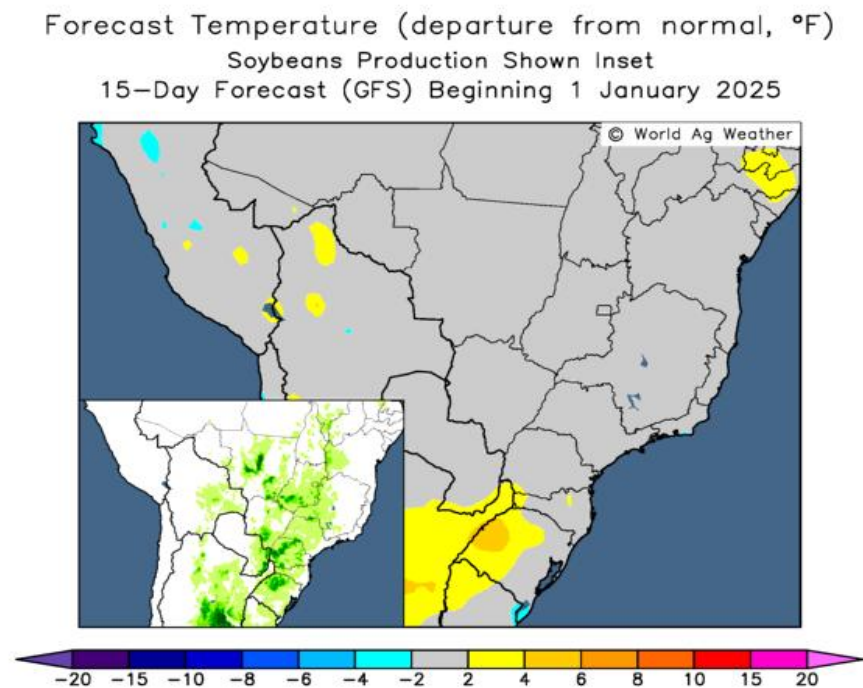 Forecast Temperature (departure from normal, °F)
Soybeans Production Shown Inset
15-Day Forecast (GFS) Beginning 1 January 2025
© World Ag Weather
-20 -15 -10 -8 -6 -4 -2 2 4 6 8 10 15 20